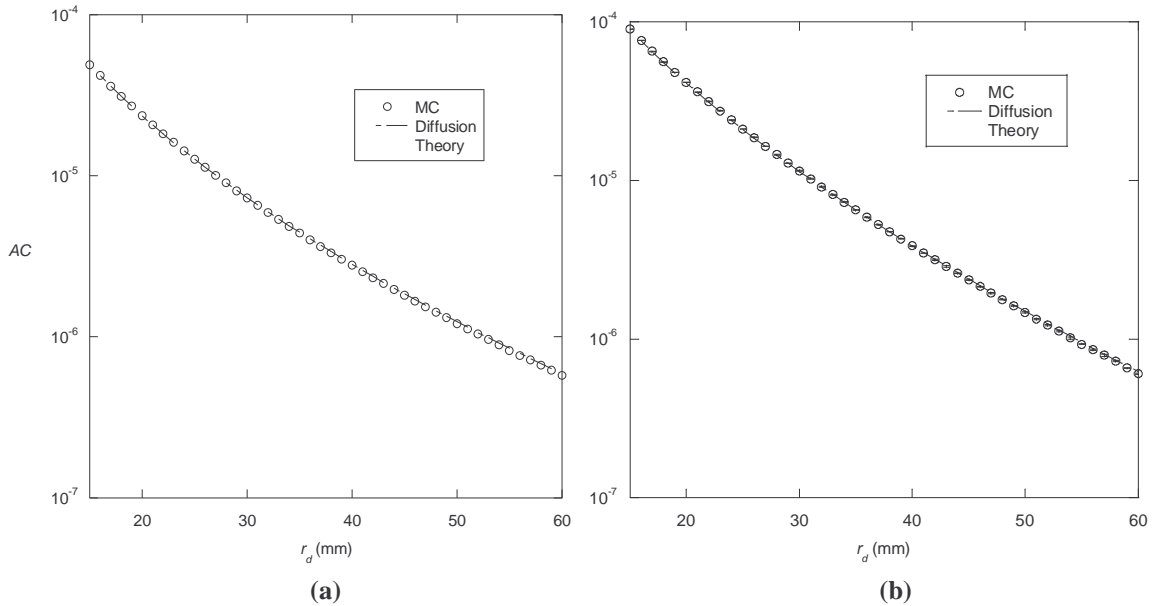 10⁻⁴
10⁻⁵
10⁻⁶
10⁻⁷
AC
MC
Diffusion
Theory
20 30 40 50 60
r_d (mm)
(a)
10⁻⁴
10⁻⁵
10⁻⁶
10⁻⁷
MC
Diffusion
Theory
20 30 40 50 60
r_d (mm)
(b)